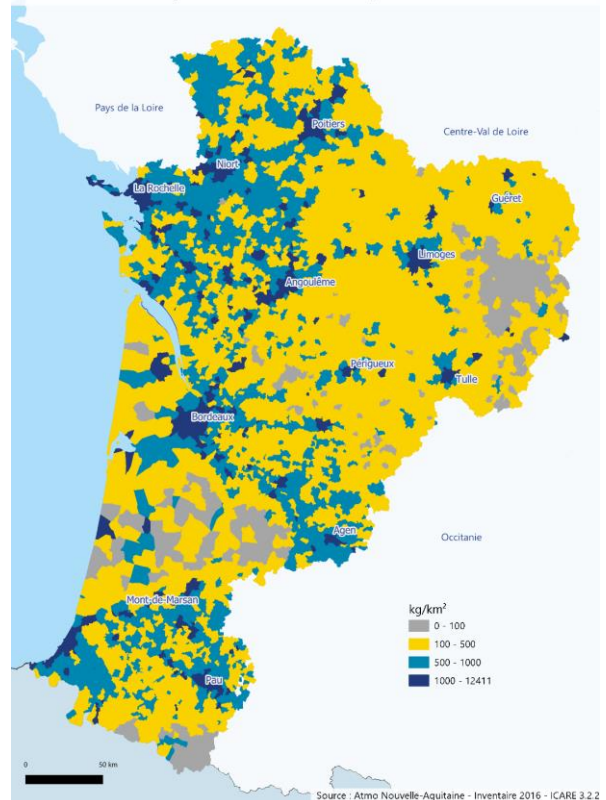 Pays de la Loire
Poitiers
Centre-Val de Loire
Niort
La Rochelle
Guéret
Limoges
Angoulême
Périgueux
Tulle
Bordeaux
Agen
Occitanie
Mont-de-Marsan
Pau
kg/km²
0 - 100
100 - 500
500 - 1000
1000 - 12411
0 50 km
Source : Atmo Nouvelle-Aquitaine - Inventaire 2016 - ICARE 3.2.2